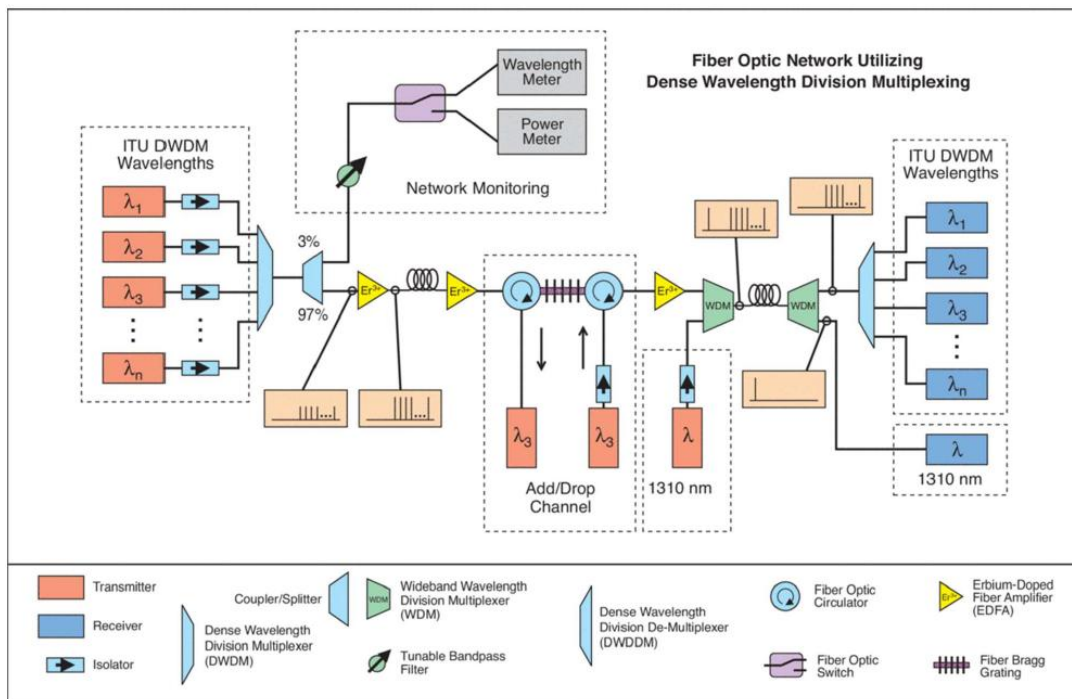 Fiber Optic Network Utilizing
Dense Wavelength Division Multiplexing
Wavelength
Meter
Power
Meter
Network Monitoring
ITU DWDM
Wavelengths
λ1
λ2
λ3
λn
3%
97%
Er3+
Er3+
λ3
λ3
Add/Drop
Channel
Er3+
WDM
λ
1310 nm
WDM
ITU DWDM
Wavelengths
λ1
λ2
λ3
λn
λ
1310 nm
Transmitter
Receiver
Isolator
Dense Wavelength
Division Multiplexer
(DWDM)
Coupler/Splitter
WDM
Wideband Wavelength
Division Multiplexer
(WDM)
Tunable Bandpass
Filter
Dense Wavelength
Division De-Multiplexer
(DWDDM)
Fiber Optic
Circulator
Fiber Optic
Switch
Er3+
Erbium-Doped
Fiber Amplifier
(EDFA)
Fiber Bragg
Grating